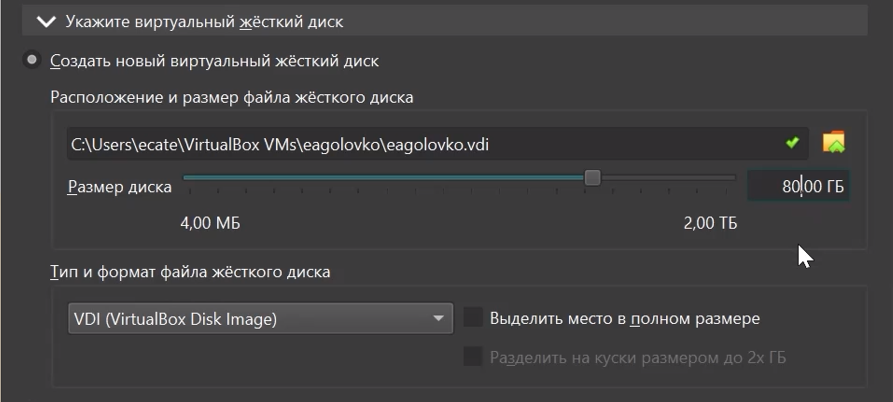 Укажите виртуальный жёсткий диск
Создать новый виртуальный жёсткий диск
Расположение и размер файла жёсткого диска
C:\Users\ecate\VirtualBox VMs\eagolovko\eagolovko.vdi
Размер диска 80,00 ГБ
4,00 МБ 2,00 ТБ
Тип и формат файла жёсткого диска
VDI (VirtualBox Disk Image) Выделить место в полном размере
Разделить на куски размером до 2х ГБ